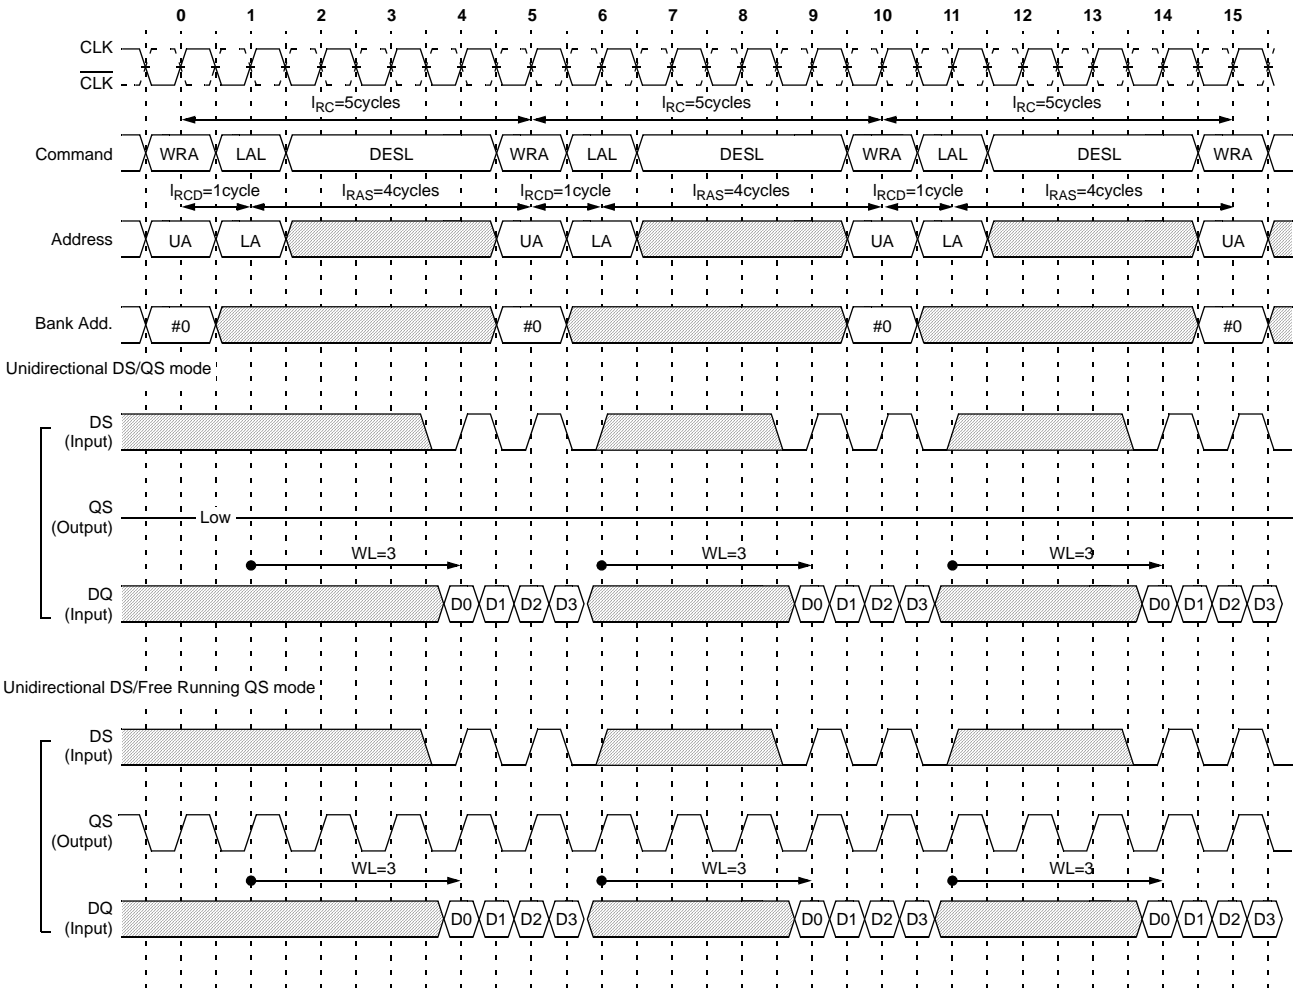 0 1 2 3 4 5 6 7 8 9 10 11 12 13 14 15
CLK
CLK
IRC=5cycles IRC=5cycles IRC=5cycles
Command WRA LAL DESL WRA LAL DESL WRA LAL DESL WRA
IRCD=1cycle IRAS=4cycles IRCD=1cycle IRAS=4cycles IRCD=1cycle IRAS=4cycles
Address UA LA UA LA UA LA UA
Bank Add. #0 #0 #0 #0
Unidirectional DS/QS mode
DS
(Input)
QS
(Output)
Low
WL=3 WL=3 WL=3
DQ
(Input)
D0 D1 D2 D3 D0 D1 D2 D3 D0 D1 D2 D3
Unidirectional DS/Free Running QS mode
DS
(Input)
QS
(Output)
WL=3 WL=3 WL=3
DQ
(Input)
D0 D1 D2 D3 D0 D1 D2 D3 D0 D1 D2 D3